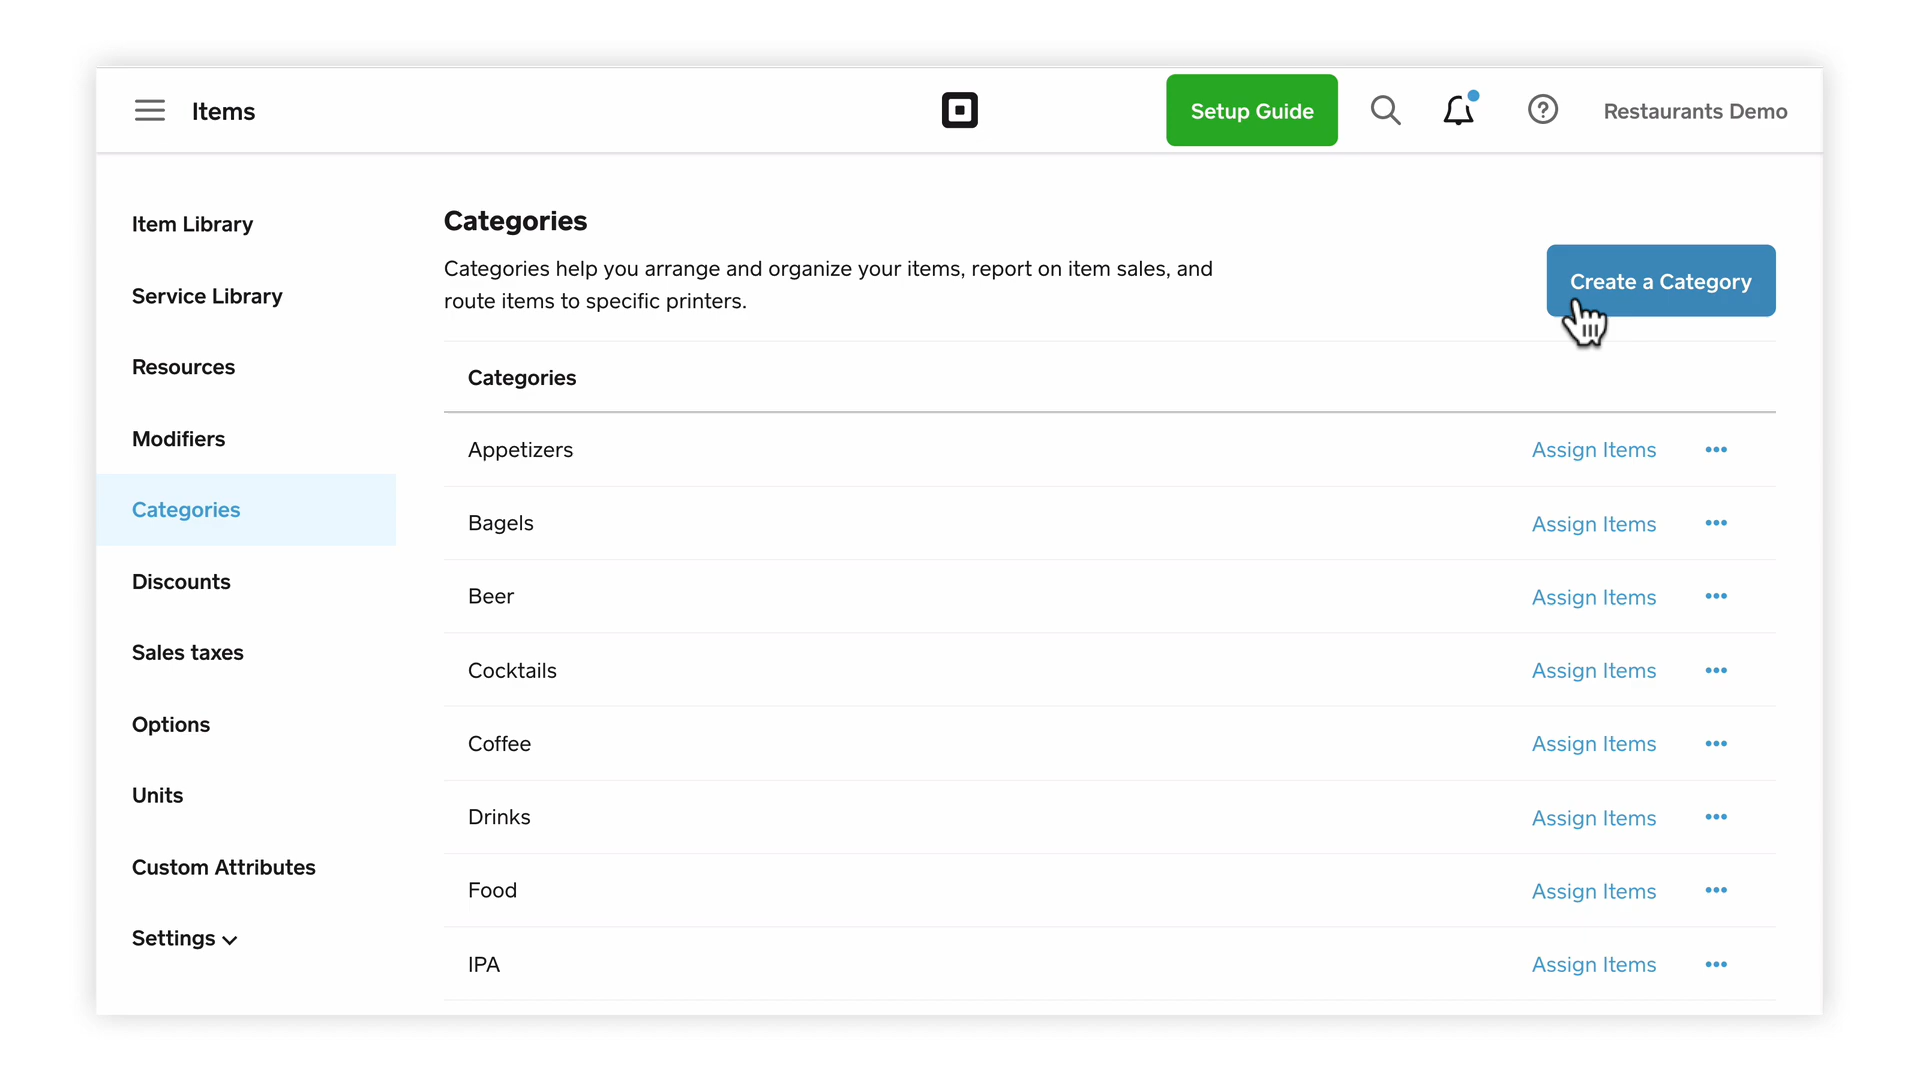 Items
Setup Guide
Restaurants Demo
Item Library
Service Library
Resources
Modifiers
Categories
Discounts
Sales taxes
Options
Units
Custom Attributes
Settings
Categories
Categories help you arrange and organize your items, report on item sales, and
route items to specific printers.
Create a Category
Categories
Appetizers Assign Items
Bagels Assign Items
Beer Assign Items
Cocktails Assign Items
Coffee Assign Items
Drinks Assign Items
Food Assign Items
IPA Assign Items